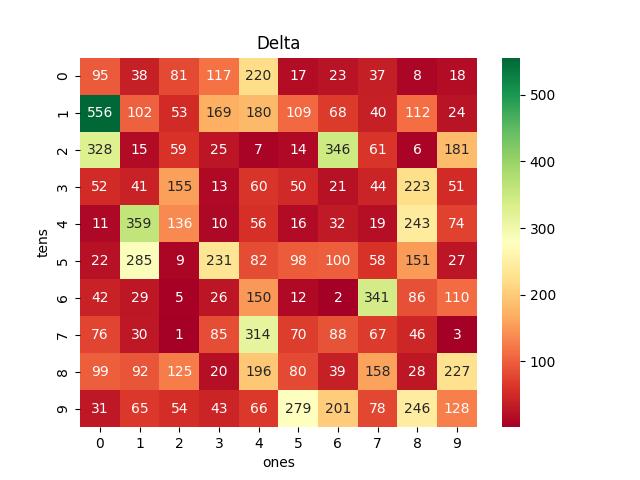 Delta
0 95 38 81 117 220 17 23 37 8 18
1 556 102 53 169 180 109 68 40 112 24
2 328 15 59 25 7 14 346 61 6 181
3 52 41 155 13 60 50 21 44 223 51
4 11 359 136 10 56 16 32 19 243 74
5 22 285 9 231 82 98 100 58 151 27
6 42 29 5 26 150 12 2 341 86 110
7 76 30 1 85 314 70 88 67 46 3
8 99 92 125 20 196 80 39 158 28 227
9 31 65 54 43 66 279 201 78 246 128
0 1 2 3 4 5 6 7 8 9
ones
tens
500
400
300
200
100